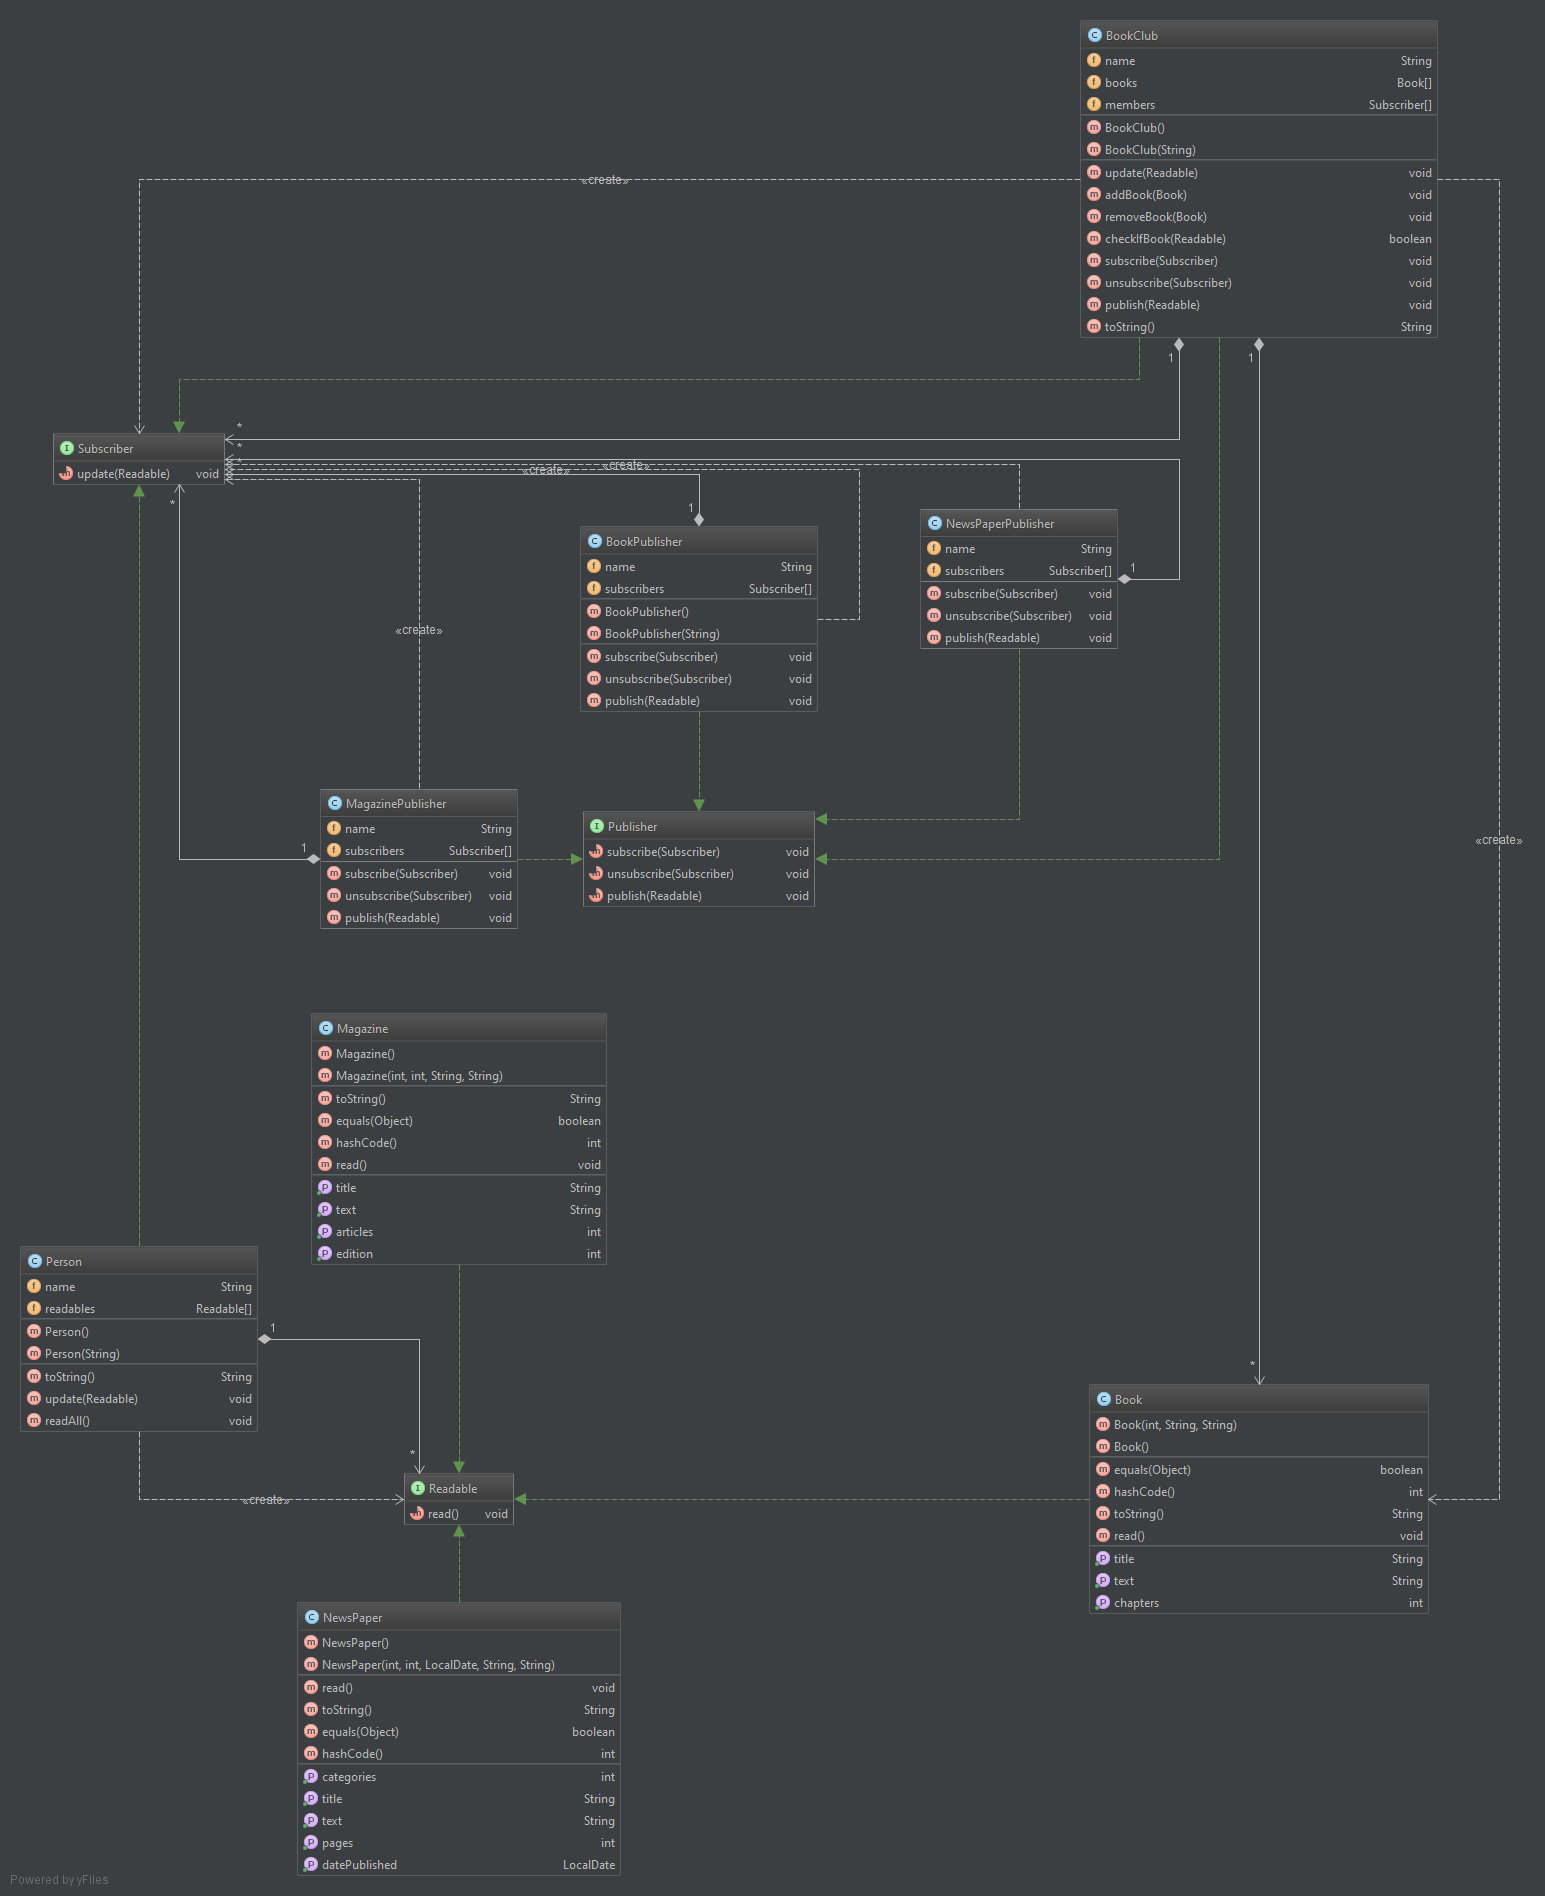 BookClub
name String
books Book[]
members Subscriber[]
BookClub()
BookClub(String)
update(Readable) void
addBook(Book) void
removeBook(Book) void
checkIfBook(Readable) boolean
subscribe(Subscriber) void
unsubscribe(Subscriber) void
publish(Readable) void
toString() String
«create»
1
1
*
*
*
Subscriber
update(Readable) void
*
«create»
«create»
1
BookPublisher
name String
subscribers Subscriber[]
BookPublisher()
BookPublisher(String)
subscribe(Subscriber) void
unsubscribe(Subscriber) void
publish(Readable) void
NewsPaperPublisher
name String
subscribers Subscriber[]
subscribe(Subscriber) void
unsubscribe(Subscriber) void
publish(Readable) void
1
«create»
1
MagazinePublisher
name String
subscribers Subscriber[]
subscribe(Subscriber) void
unsubscribe(Subscriber) void
publish(Readable) void
Publisher
subscribe(Subscriber) void
unsubscribe(Subscriber) void
publish(Readable) void
«create»
Magazine
Magazine()
Magazine(int, int, String, String)
toString() String
equals(Object) boolean
hashCode() int
read() void
title String
text String
articles int
edition int
Person
name String
readables Readable[]
Person()
Person(String)
toString() String
update(Readable) void
readAll() void
1
*
«create»
Readable
read() void
*
Book
Book(int, String, String)
Book()
equals(Object) boolean
hashCode() int
toString() String
read() void
title String
text String
chapters int
NewsPaper
NewsPaper()
NewsPaper(int, int, LocalDate, String, String)
read() void
toString() String
equals(Object) boolean
hashCode() int
categories int
title String
text String
pages int
datePublished LocalDate
Powered by yFiles